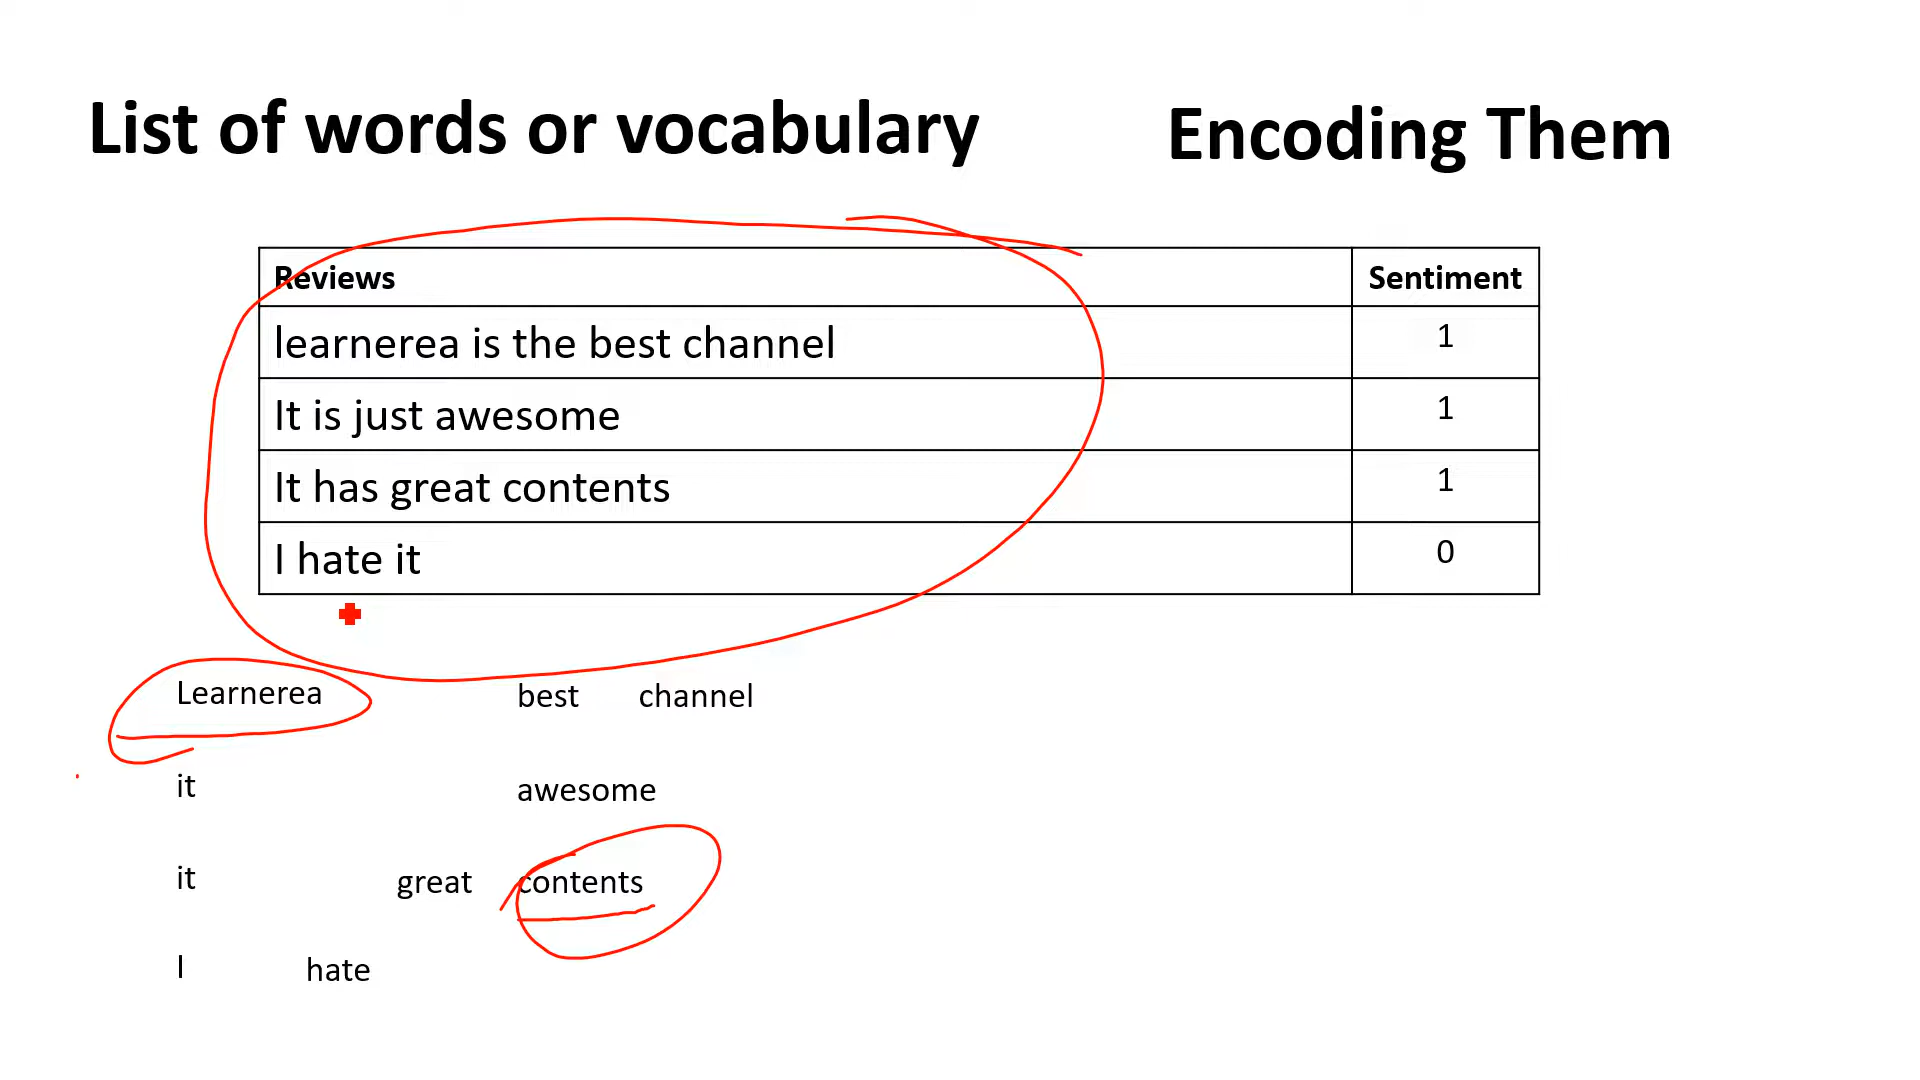 List of words or vocabulary Encoding Them
Reviews Sentiment
learnerea is the best channel 1
It is just awesome 1
It has great contents 1
I hate it 0
Learnerea best channel
it awesome
it great contents
I hate